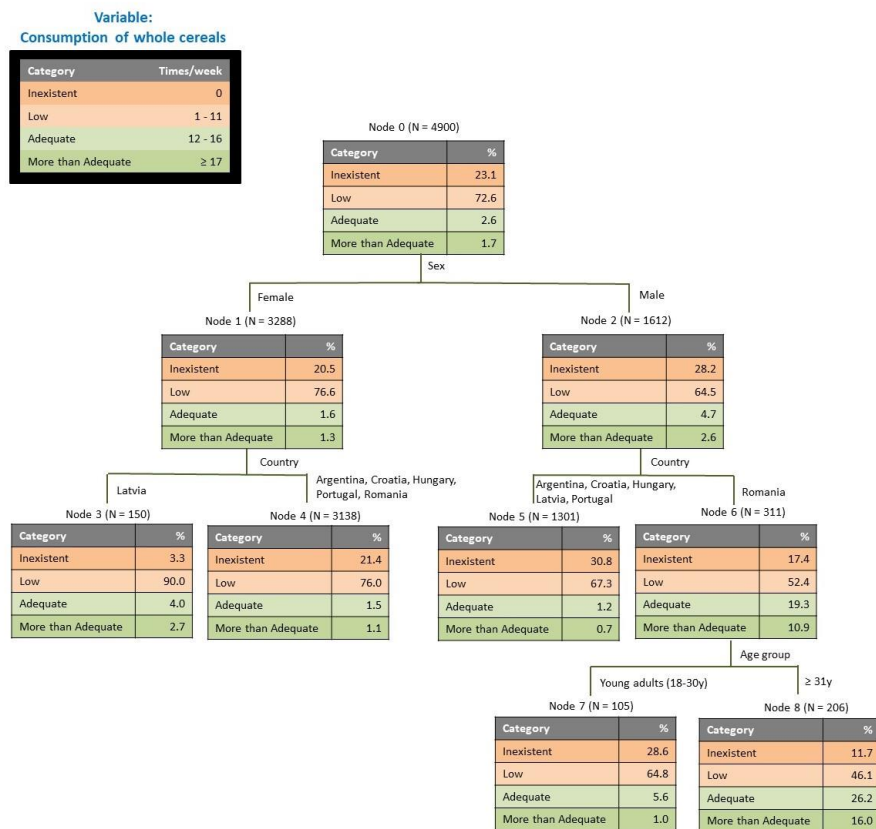 Variable:
Consumption of whole cereals
Category Times/week
Inexistent 0
Low 1 - 11
Adequate 12 - 16
More than Adequate ≥ 17
Node 0 (N = 4900)
Category %
Inexistent 23.1
Low 72.6
Adequate 2.6
More than Adequate 1.7
Sex
Female
Male
Node 1 (N = 3288)
Category %
Inexistent 20.5
Low 76.6
Adequate 1.6
More than Adequate 1.3
Node 2 (N = 1612)
Category %
Inexistent 28.2
Low 64.5
Adequate 4.7
More than Adequate 2.6
Country
Latvia
Argentina, Croatia, Hungary,
Portugal, Romania
Country
Argentina, Croatia, Hungary,
Latvia, Portugal
Romania
Node 3 (N = 150)
Category %
Inexistent 3.3
Low 90.0
Adequate 4.0
More than Adequate 2.7
Node 4 (N = 3138)
Category %
Inexistent 21.4
Low 76.0
Adequate 1.5
More than Adequate 1.1
Node 5 (N = 1301)
Category %
Inexistent 30.8
Low 67.3
Adequate 1.2
More than Adequate 0.7
Node 6 (N = 311)
Category %
Inexistent 17.4
Low 52.4
Adequate 19.3
More than Adequate 10.9
Age group
Young adults (18-30y)
≥ 31y
Node 7 (N = 105)
Category %
Inexistent 28.6
Low 64.8
Adequate 5.6
More than Adequate 1.0
Node 8 (N = 206)
Category %
Inexistent 11.7
Low 46.1
Adequate 26.2
More than Adequate 16.0